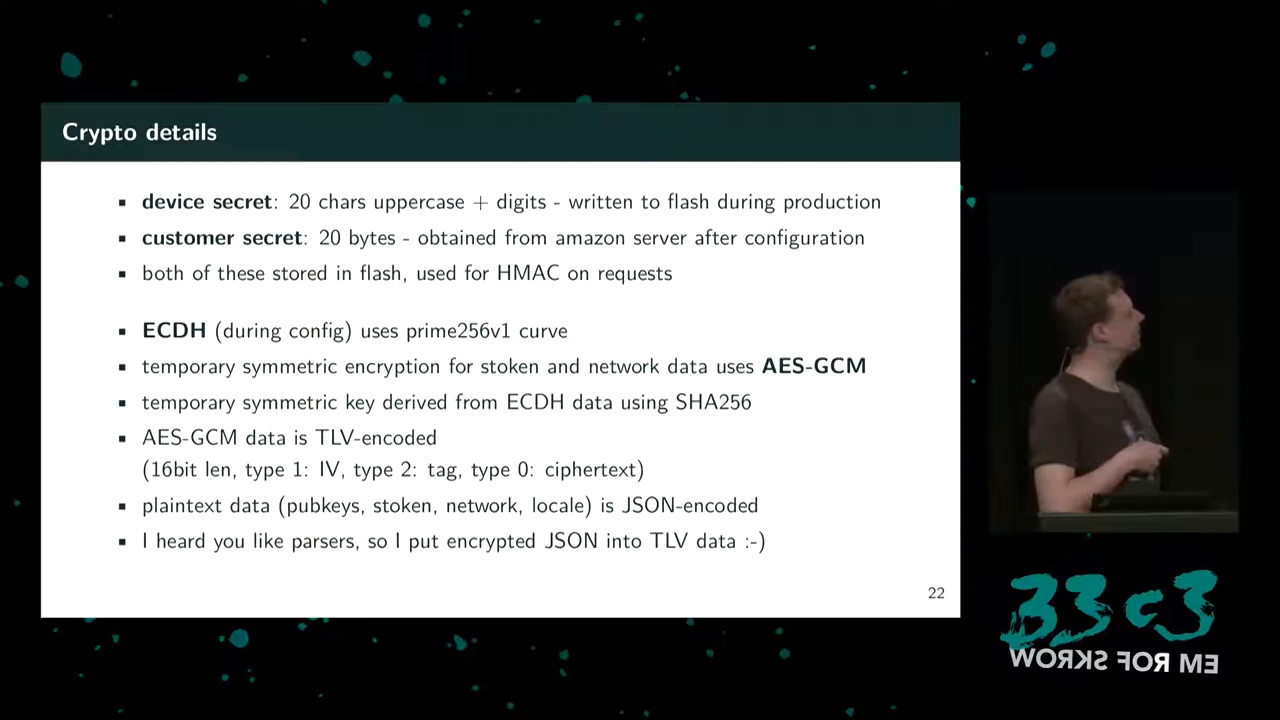 Crypto details
▪ device secret: 20 chars uppercase + digits - written to flash during production
▪ customer secret: 20 bytes - obtained from amazon server after configuration
▪ both of these stored in flash, used for HMAC on requests
▪ ECDH (during config) uses prime256v1 curve
▪ temporary symmetric encryption for stoken and network data uses AES-GCM
▪ temporary symmetric key derived from ECDH data using SHA256
▪ AES-GCM data is TLV-encoded
(16bit len, type 1: IV, type 2: tag, type 0: ciphertext)
▪ plaintext data (pubkeys, stoken, network, locale) is JSON-encoded
▪ I heard you like parsers, so I put encrypted JSON into TLV data :-)
22
33c3
WORKS FOR ME